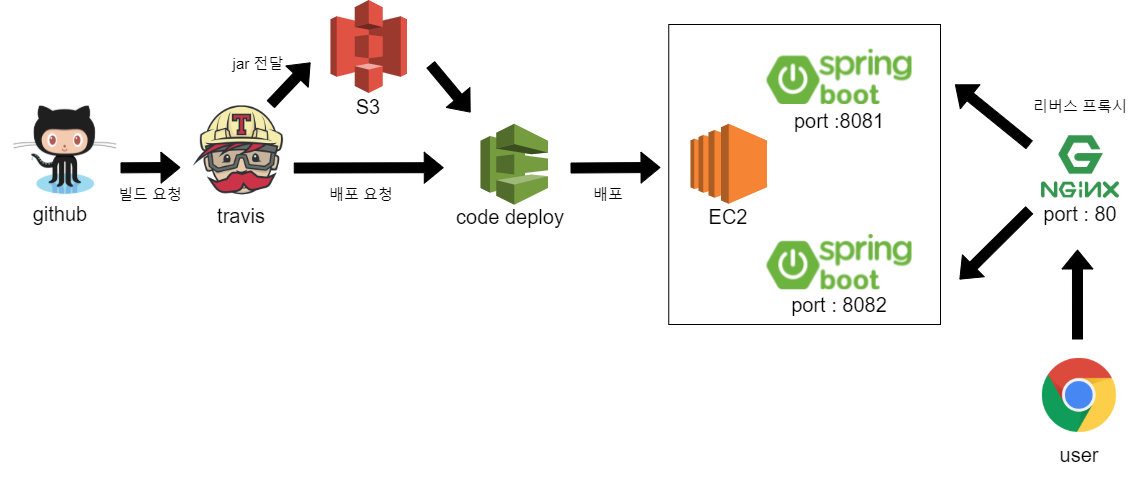 jar 전달
S3
github
빌드 요청
T
travis
배포 요청
code deploy
배포
EC2
spring
boot
port :8081
spring
boot
port : 8082
리버스 프록시
G
NGINX
port : 80
user